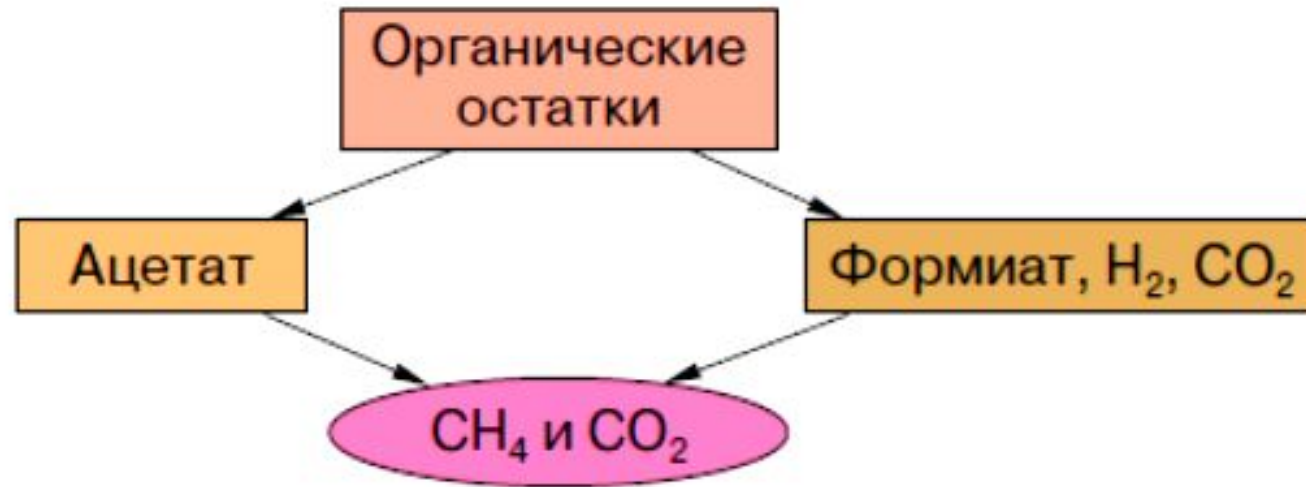 Органические
остатки
Ацетат
Формиат, H₂, CO₂
CH₄ и CO₂